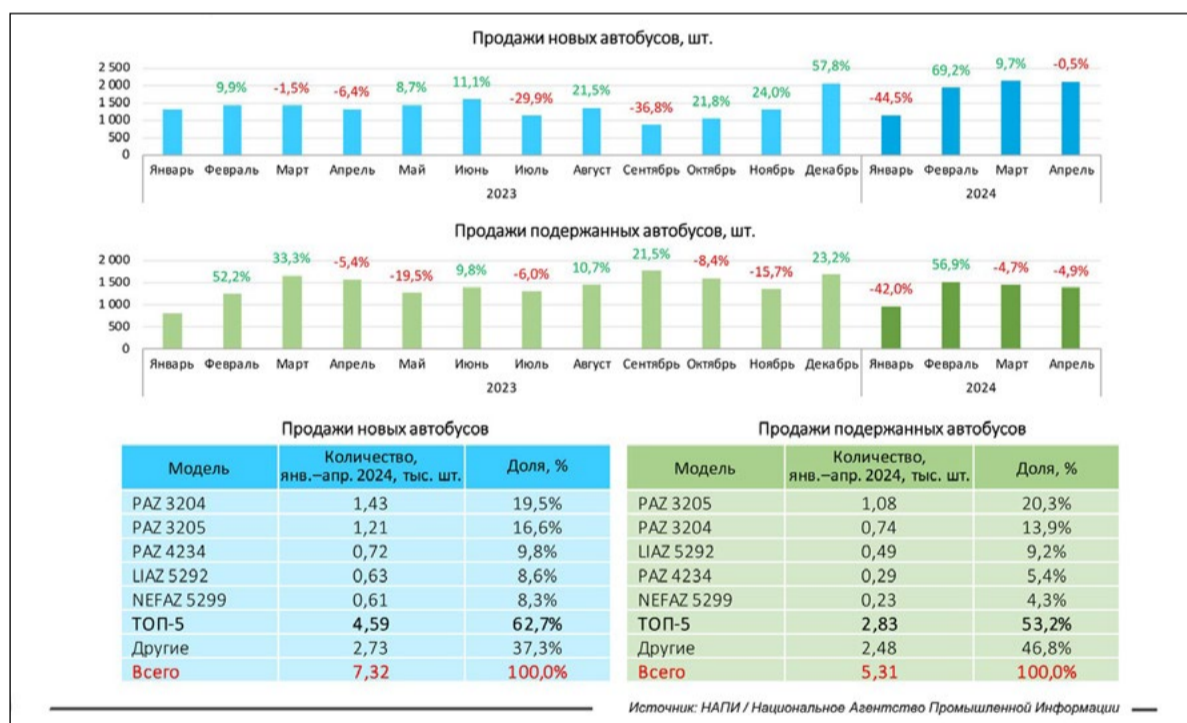 Продажи новых автобусов, шт.
2 500
2 000
1 500
1 000
500
0
9,9%
-1,5%
-6,4%
8,7%
11,1%
-29,9%
21,5%
-36,8%
21,8%
24,0%
57,8%
-44,5%
69,2%
9,7%
-0,5%
Январь Февраль Март Апрель Май Июнь Июль Август Сентябрь Октябрь Ноябрь Декабрь Январь Февраль Март Апрель
2023 2024
Продажи подержанных автобусов, шт.
2 000
1 500
1 000
500
0
52,2%
33,3%
-5,4%
-19,5%
9,8%
-6,0%
10,7%
21,5%
-8,4%
-15,7%
23,2%
-42,0%
56,9%
-4,7%
-4,9%
Январь Февраль Март Апрель Май Июнь Июль Август Сентябрь Октябрь Ноябрь Декабрь Январь Февраль Март Апрель
2023 2024
Продажи новых автобусов
Модель Количество, янв.–апр. 2024, тыс. шт. Доля, %
PAZ 3204 1,43 19,5%
PAZ 3205 1,21 16,6%
PAZ 4234 0,72 9,8%
LIAZ 5292 0,63 8,6%
NEFAZ 5299 0,61 8,3%
ТОП-5 4,59 62,7%
Другие 2,73 37,3%
Всего 7,32 100,0%
Продажи подержанных автобусов
Модель Количество, янв.–апр. 2024, тыс. шт. Доля, %
PAZ 3205 1,08 20,3%
PAZ 3204 0,74 13,9%
LIAZ 5292 0,49 9,2%
PAZ 4234 0,29 5,4%
NEFAZ 5299 0,23 4,3%
ТОП-5 2,83 53,2%
Другие 2,48 46,8%
Всего 5,31 100,0%
Источник: НАПИ / Национальное Агентство Промышленной Информации